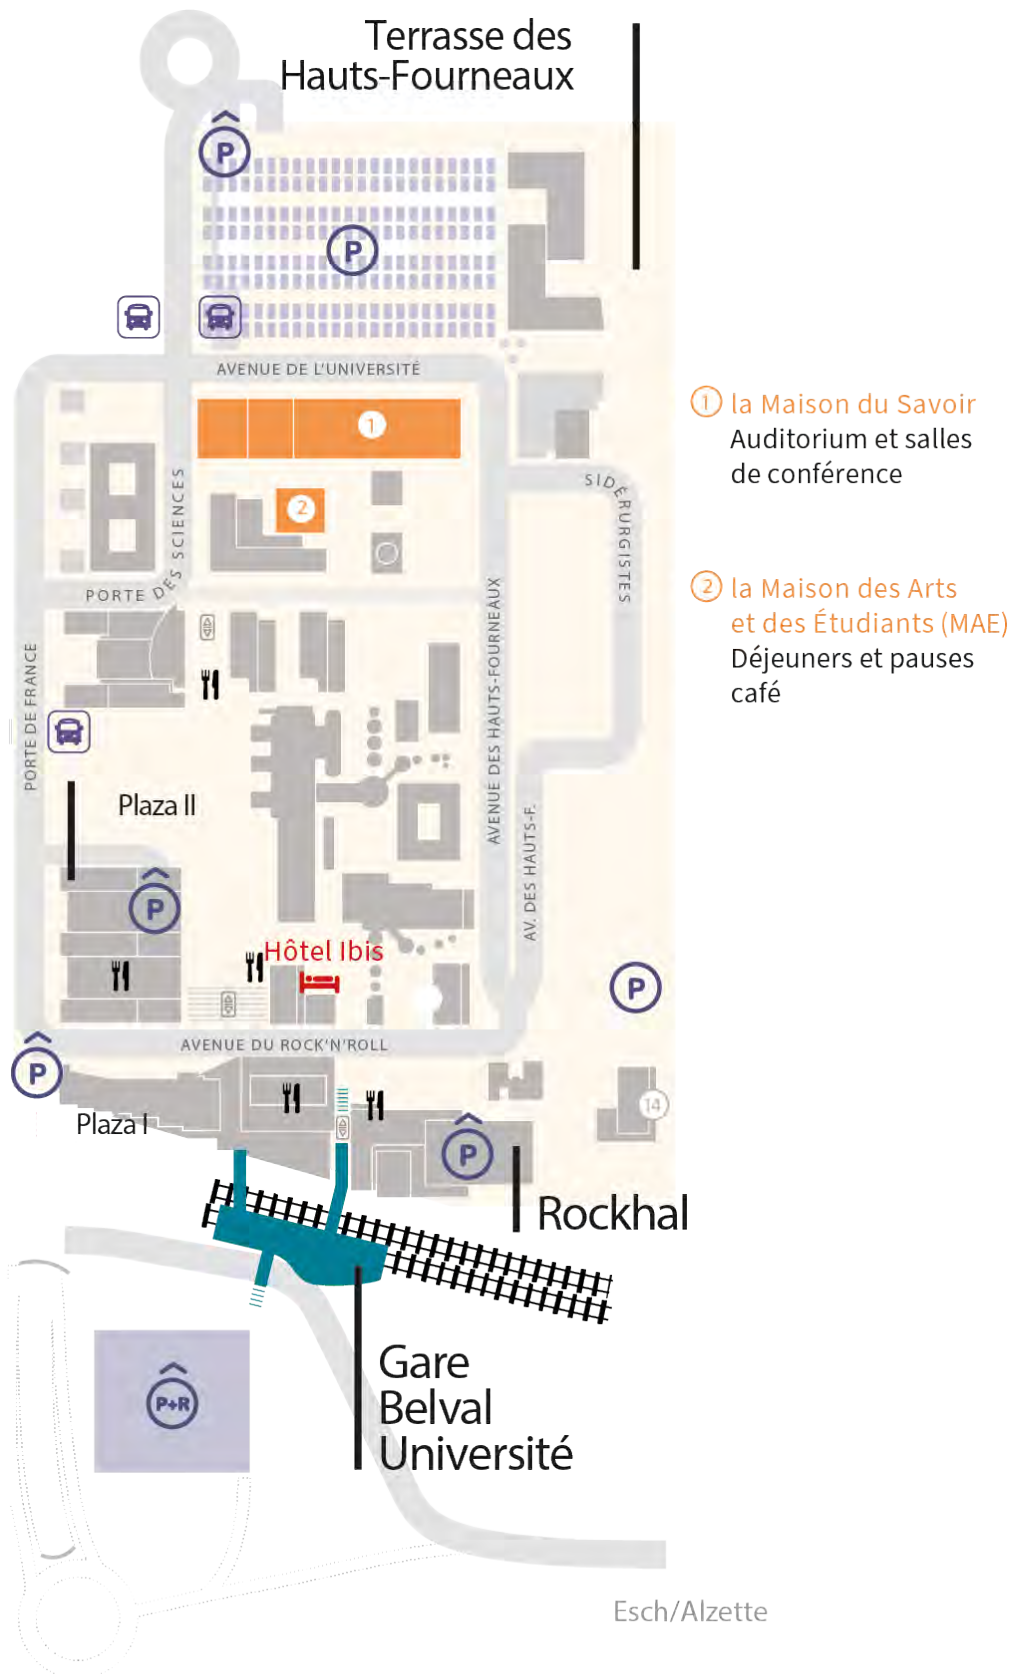 Terrasse des
Hauts-Fourneaux
P
P
AVENUE DE L'UNIVERSITÉ
1
1 la Maison du Savoir
Auditorium et salles
de conférence
2
SIDÉRURGISTES
PORTE DES SCIENCES
2 la Maison des Arts
et des Étudiants (MAE)
Déjeuners et pauses
café
PORTE DE FRANCE
AVENUE DES HAUTS-FOURNEAUX
Plaza II
AV. DES HAUTS-F.
P
Hôtel Ibis
P
AVENUE DU ROCK'N'ROLL
P
14
Plaza I
P
Rockhal
Gare
Belval
Université
P+R
Esch/Alzette